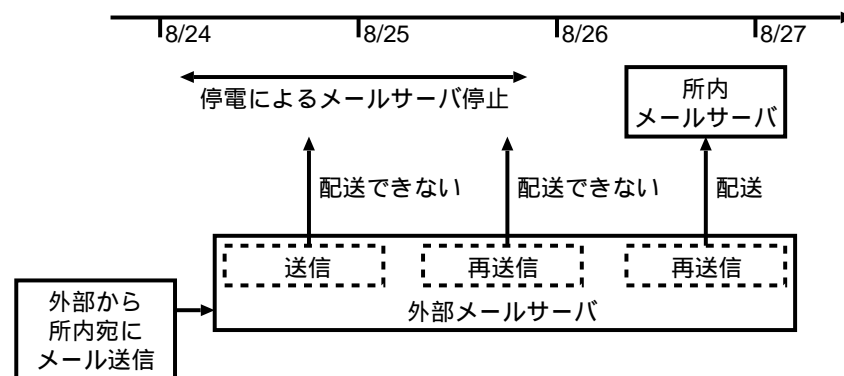 8/24
8/25
8/26
8/27
停電によるメールサーバ停止
所内
メールサーバ
配送できない
配送できない
配送
送信
再送信
再送信
外部メールサーバ
外部から
所内宛に
メール送信